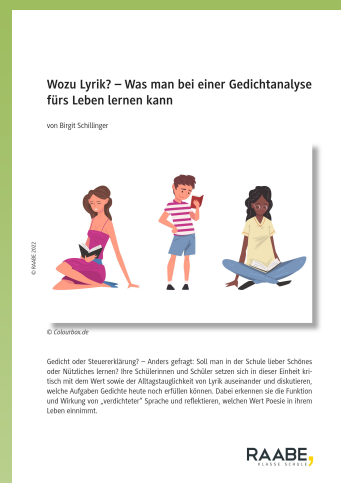 Wozu Lyrik? – Was man bei einer Gedichtanalyse
fürs Leben lernen kann
von Birgit Schillinger
© RAABE 2022
© Colourbox.de
Gedicht oder Steuererklärung? – Anders gefragt: Soll man in der Schule lieber Schönes
oder Nützliches lernen? Ihre Schülerinnen und Schüler setzen sich in dieser Einheit kri-
tisch mit dem Wert sowie der Alltagstauglichkeit von Lyrik auseinander und diskutieren,
welche Aufgaben Gedichte heute noch erfüllen können. Dabei erkennen sie die Funktion
und Wirkung von „verdichteter“ Sprache und reflektieren, welchen Wert Poesie in ihrem
Leben einnimmt.
RAABE,
KLASSE SCHULE